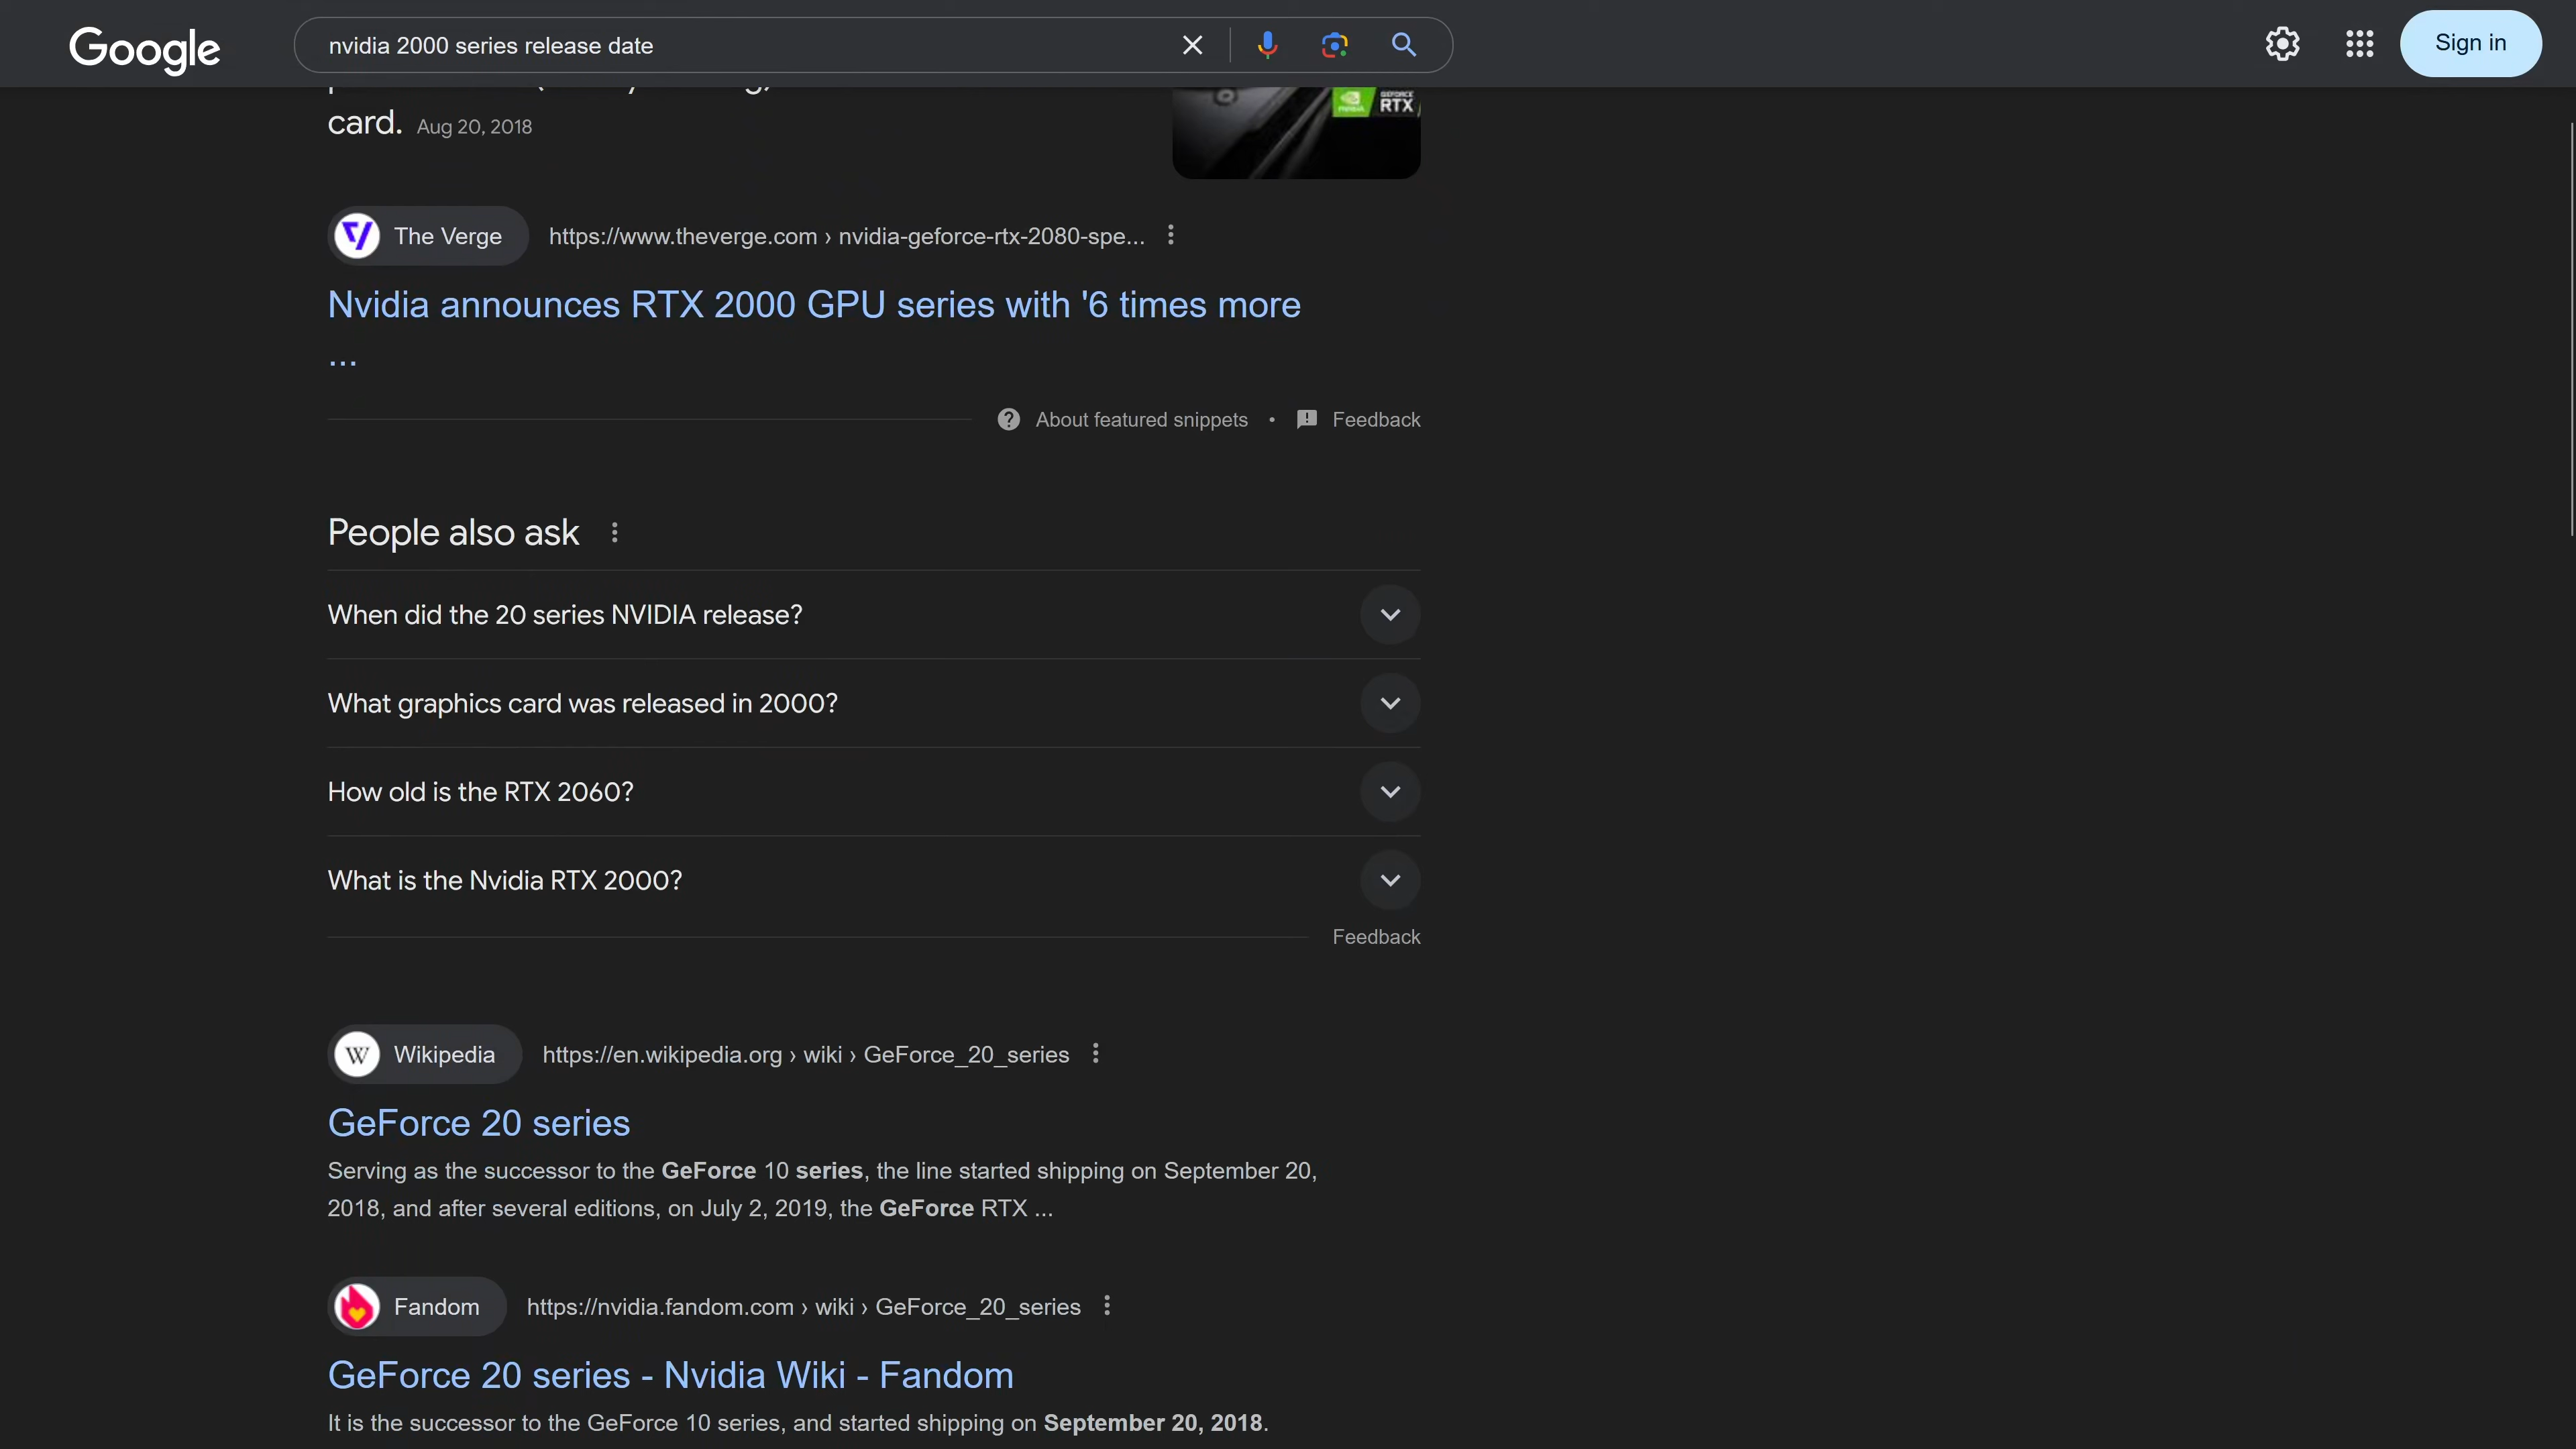 Google
nvidia 2000 series release date
Sign in
card. Aug 20, 2018
GEFORCE
RTX
The Verge
https://www.theverge.com › nvidia-geforce-rtx-2080-spe...
Nvidia announces RTX 2000 GPU series with '6 times more
...
About featured snippets • Feedback
People also ask
When did the 20 series NVIDIA release?
What graphics card was released in 2000?
How old is the RTX 2060?
What is the Nvidia RTX 2000?
Feedback
W Wikipedia
https://en.wikipedia.org › wiki › GeForce_20_series
GeForce 20 series
Serving as the successor to the GeForce 10 series, the line started shipping on September 20,
2018, and after several editions, on July 2, 2019, the GeForce RTX ...
Fandom
https://nvidia.fandom.com › wiki › GeForce_20_series
GeForce 20 series - Nvidia Wiki - Fandom
It is the successor to the GeForce 10 series, and started shipping on September 20, 2018.